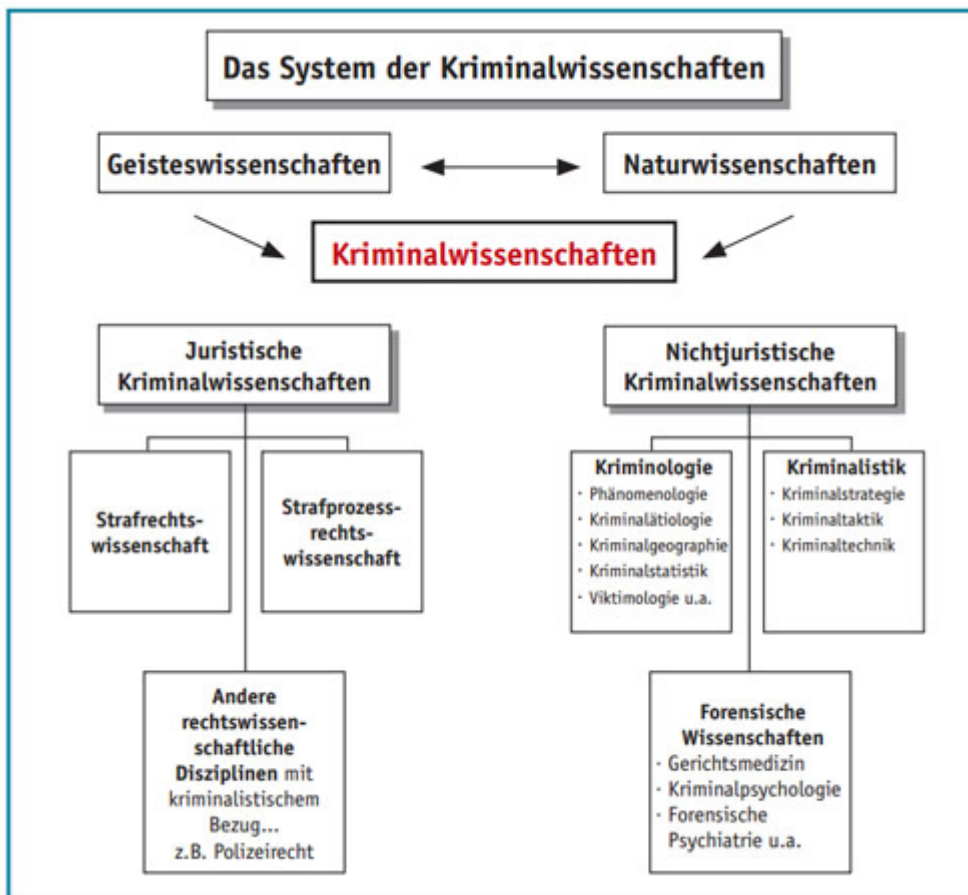 Das System der Kriminalwissenschaften
Geisteswissenschaften
Naturwissenschaften
Kriminalwissenschaften
Juristische
Kriminalwissenschaften
Nichtjuristische
Kriminalwissenschaften
Strafrechts-
wissenschaft
Strafprozess-
rechts-
wissenschaft
Kriminologie
· Phänomenologie
· Kriminalätiologie
· Kriminalgeographie
· Kriminalstatistik
· Viktimologie u.a.
Kriminalistik
· Kriminalstrategie
· Kriminaltaktik
· Kriminaltechnik
Andere
rechtswissen-
schaftliche
Disziplinen mit
kriminalistischem
Bezug...
z.B. Polizeirecht
Forensische
Wissenschaften
· Gerichtsmedizin
· Kriminalpsychologie
· Forensische
Psychiatrie u.a.